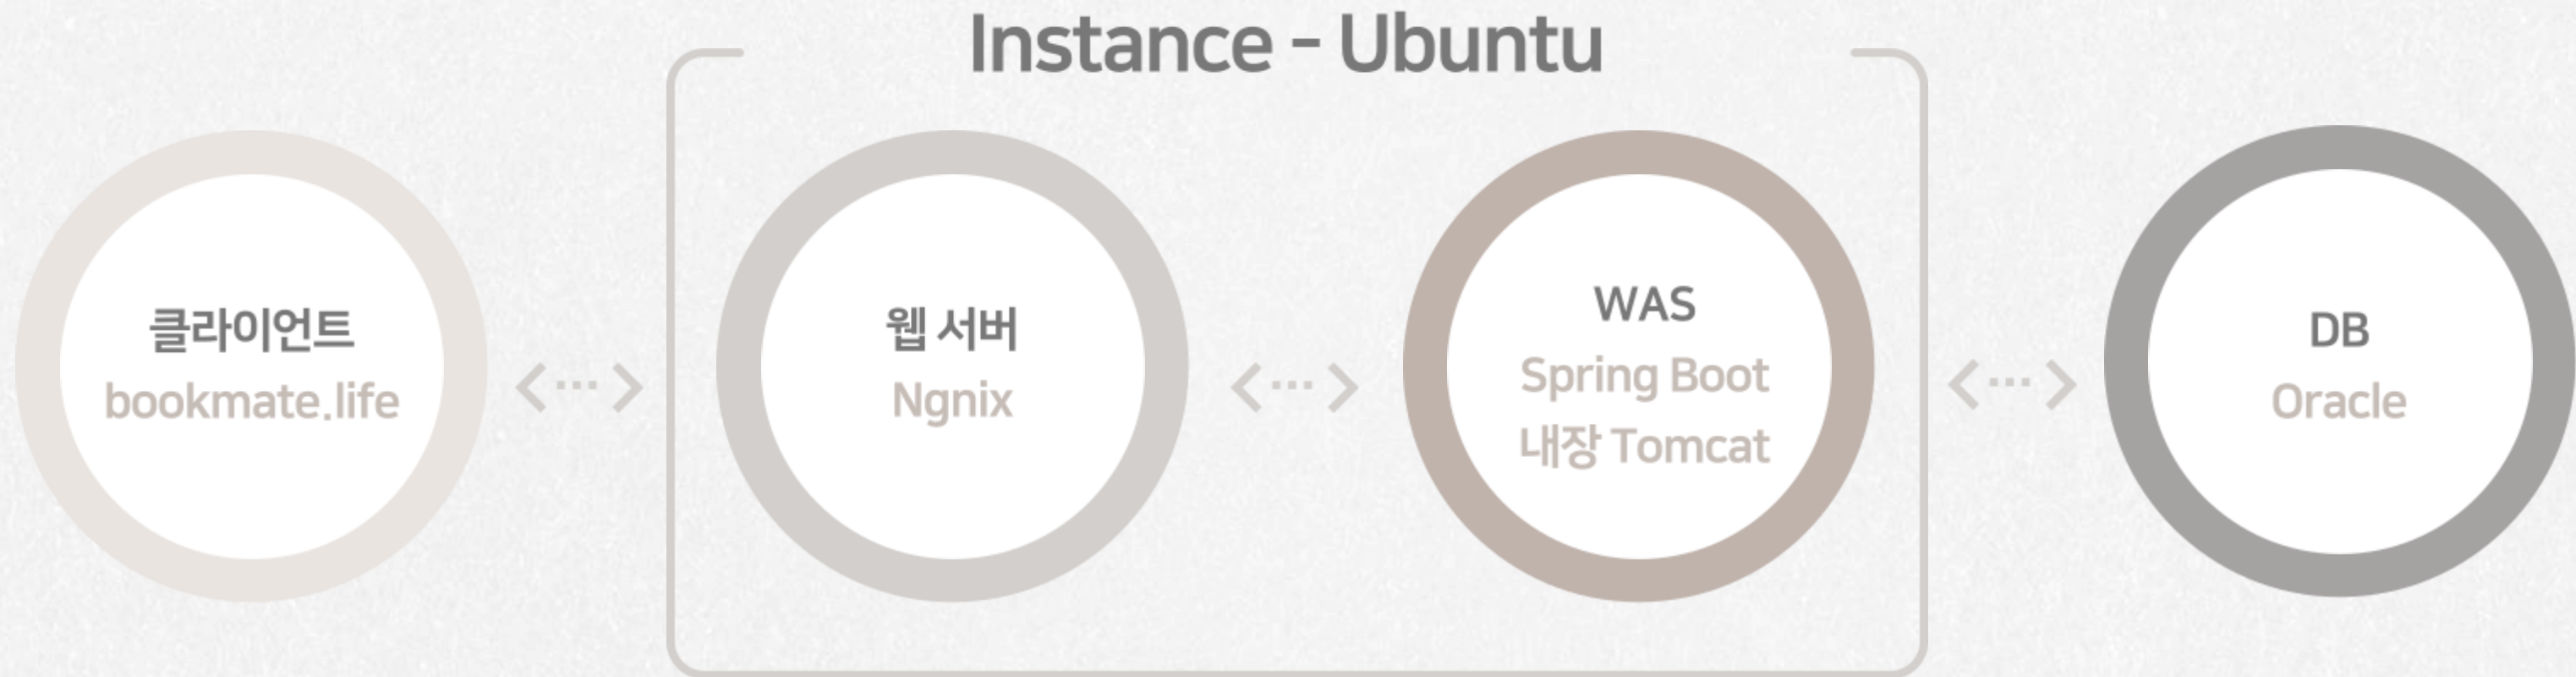 Instance - Ubuntu
클라이언트
bookmate.life
웹 서버
Ngnix
WAS
Spring Boot
내장 Tomcat
DB
Oracle